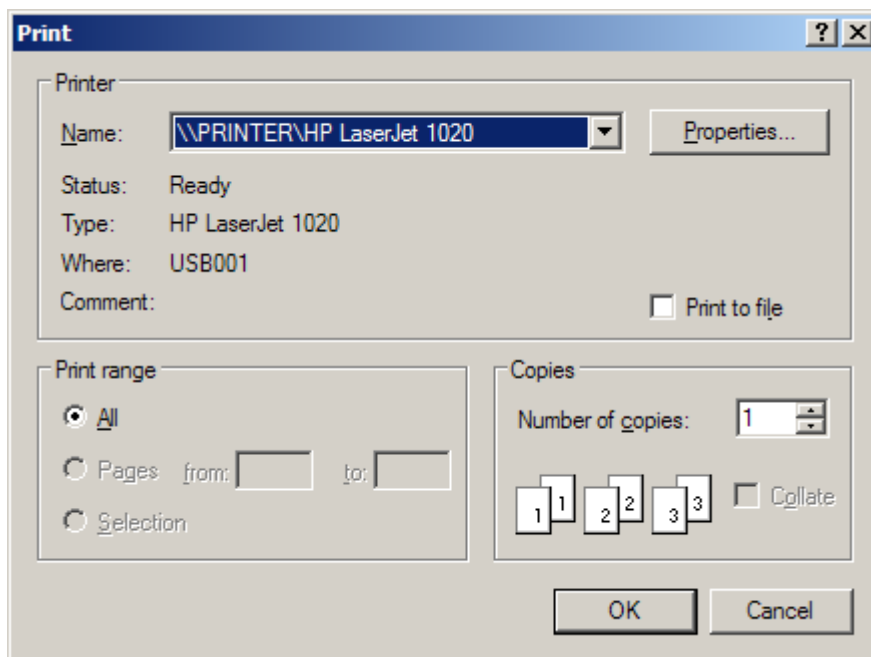 Print
Printer
Name: \\PRINTER\HP LaserJet 1020 Properties...
Status: Ready
Type: HP LaserJet 1020
Where: USB001
Comment:
Print to file
Print range
All
Pages from: to:
Selection
Copies
Number of copies: 1
1 1 2 2 3 3 Collate
OK Cancel